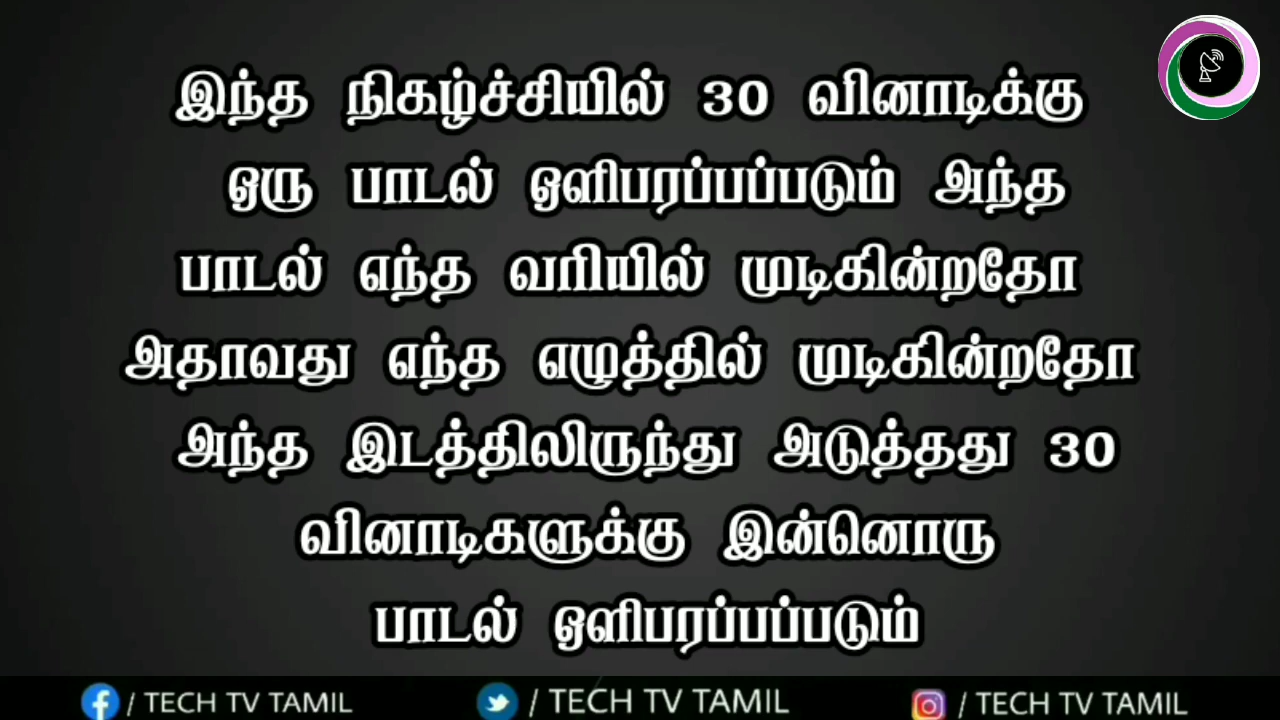 இந்த நிகழ்ச்சியில் 30 வினாடிக்கு
ஒரு பாடல் ஒளிபரப்பப்படும் அந்த
பாடல் எந்த வரியில் முடிகின்றதோ
அதாவது எந்த எழுத்தில் முடிகின்றதோ
அந்த இடத்திலிருந்து அடுத்தது 30
வினாடிகளுக்கு இன்னொரு
பாடல் ஒளிபரப்பப்படும்
/ TECH TV TAMIL / TECH TV TAMIL / TECH TV TAMIL